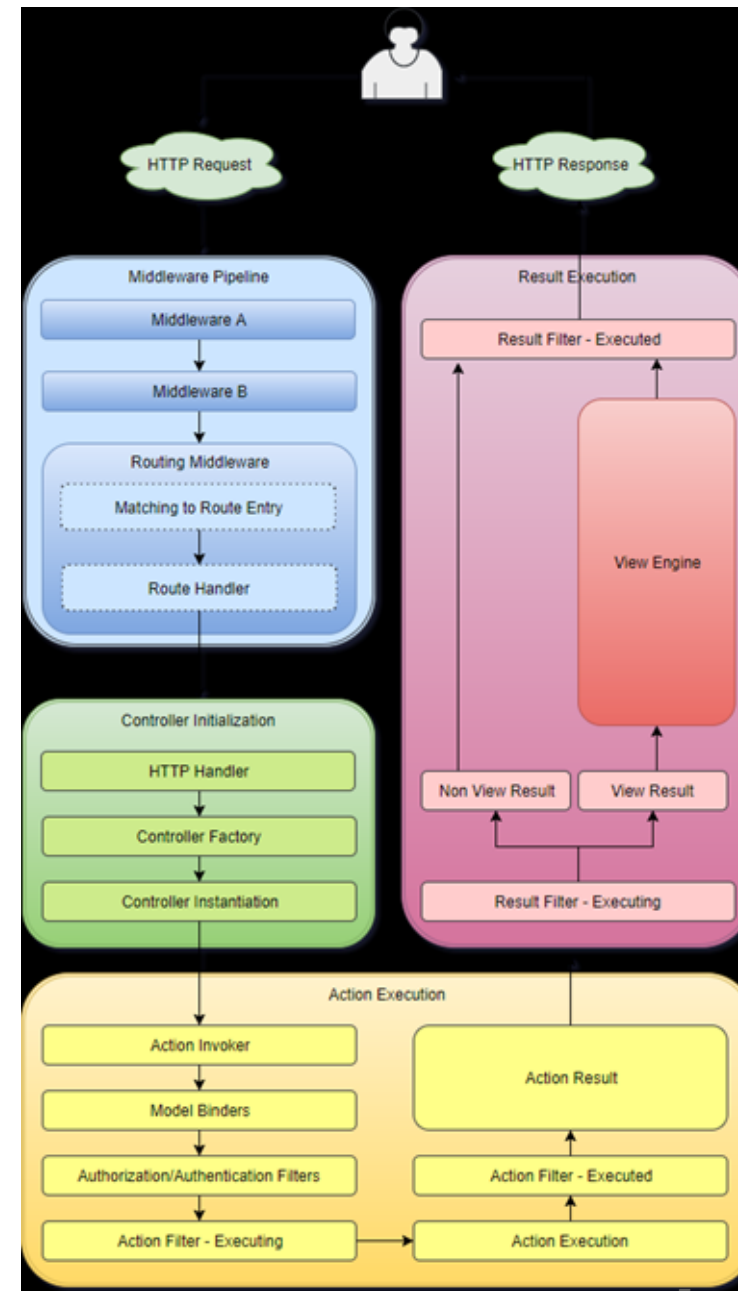 HTTP Request
HTTP Response
Middleware Pipeline
Middleware A
Middleware B
Routing Middleware
Matching to Route Entry
Route Handler
Controller Initialization
HTTP Handler
Controller Factory
Controller Instantiation
Action Execution
Action Invoker
Model Binders
Authorization/Authentication Filters
Action Filter - Executing
Action Execution
Action Filter - Executed
Action Result
Result Execution
Result Filter - Executing
Non View Result
View Result
View Engine
Result Filter - Executed